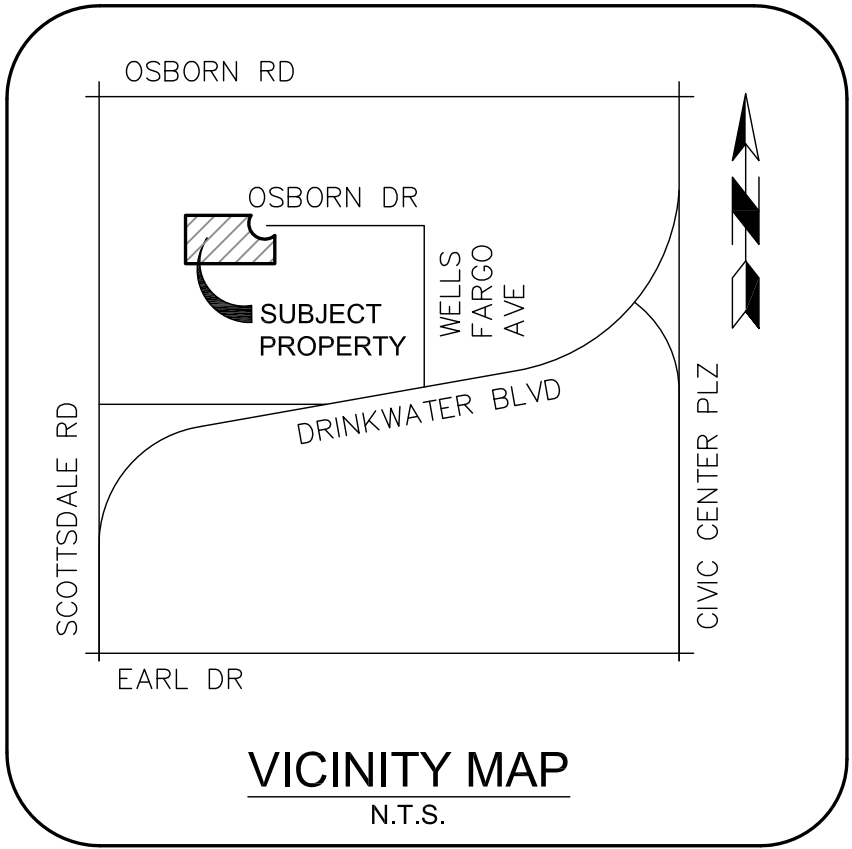 OSBORN RD
OSBORN DR
WELLS
FARGO
AVE
SUBJECT
PROPERTY
DRINKWATER BLVD
SCOTTSDALE RD
CIVIC CENTER PLZ
EARL DR
VICINITY MAP
N.T.S.
N